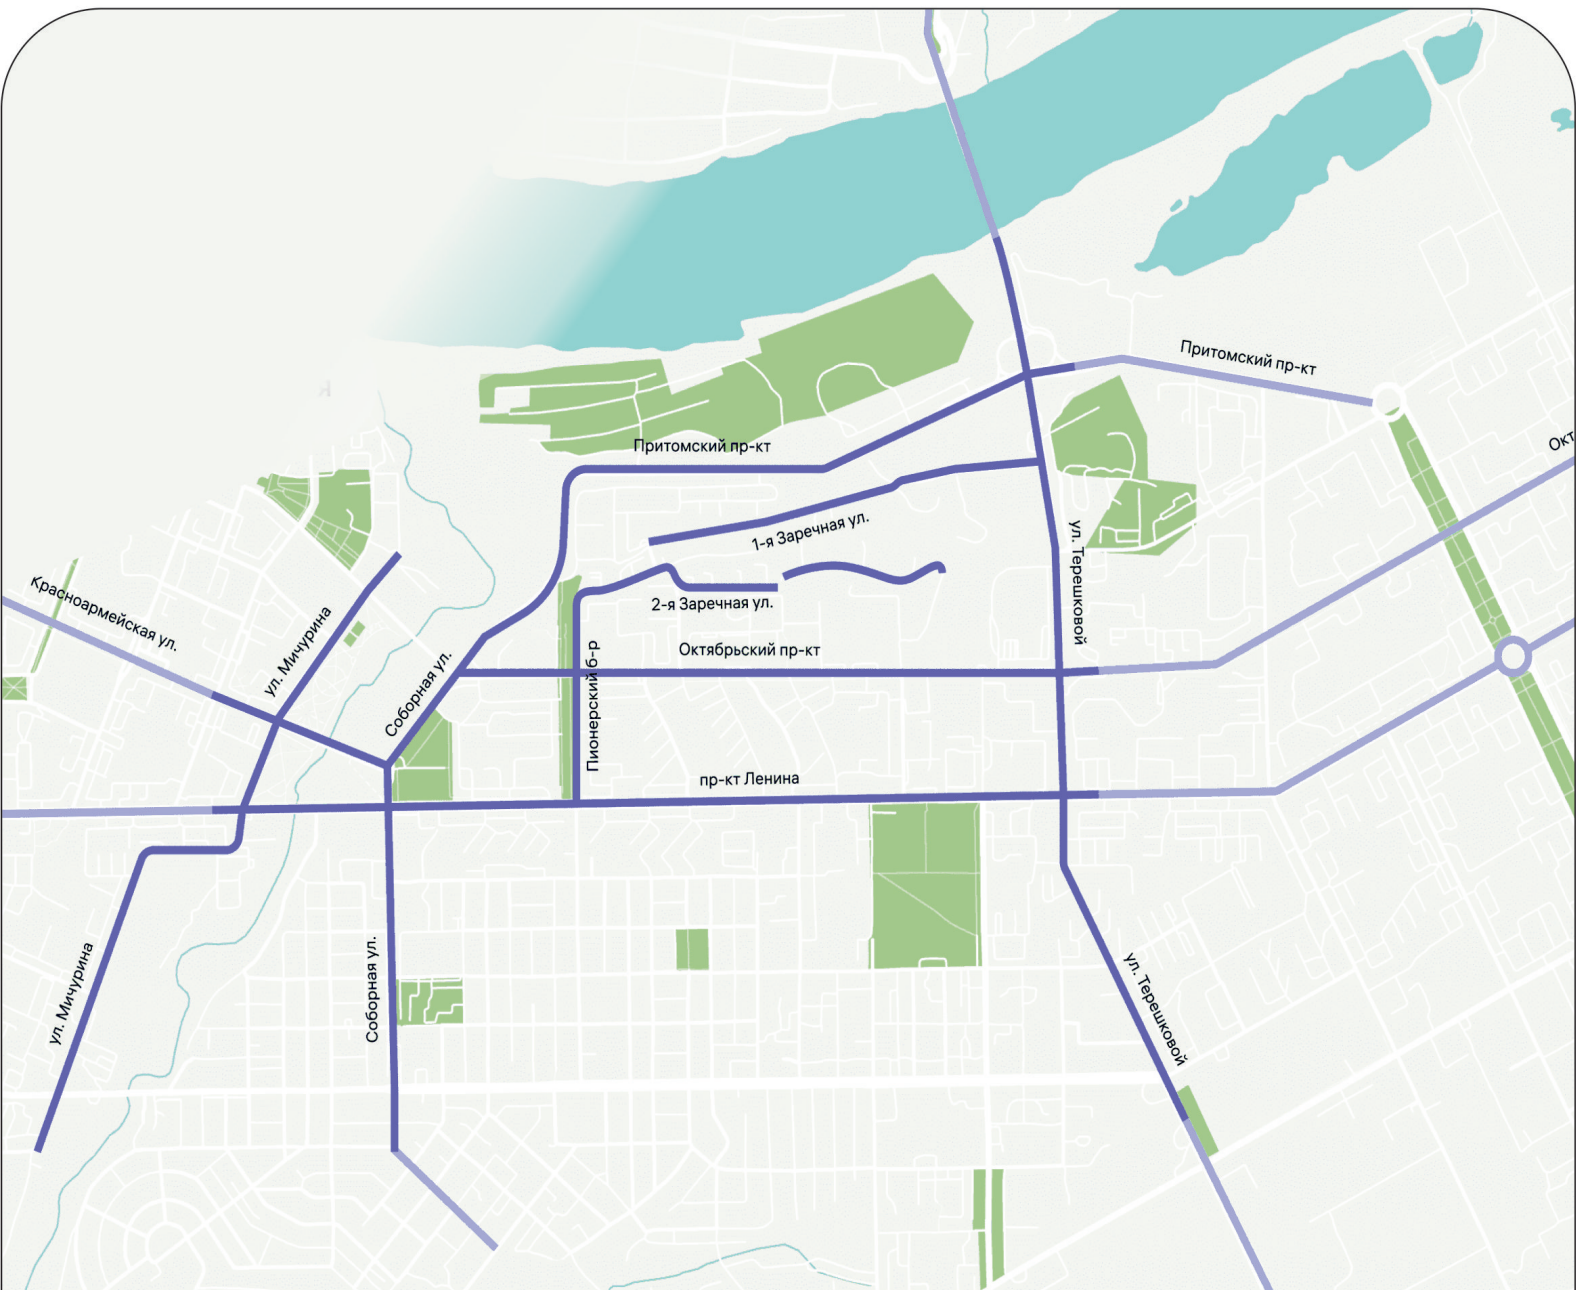 Притомский пр-кт
Окт
Притомский пр-кт
1-я Заречная ул.
ул. Терешковой
Красноармейская ул.
ул. Мичурина
2-я Заречная ул.
Октябрьский пр-кт
Соборная ул.
Пионерский б-р
пр-кт Ленина
ул. Мичурина
Соборная ул.
ул. Терешковой